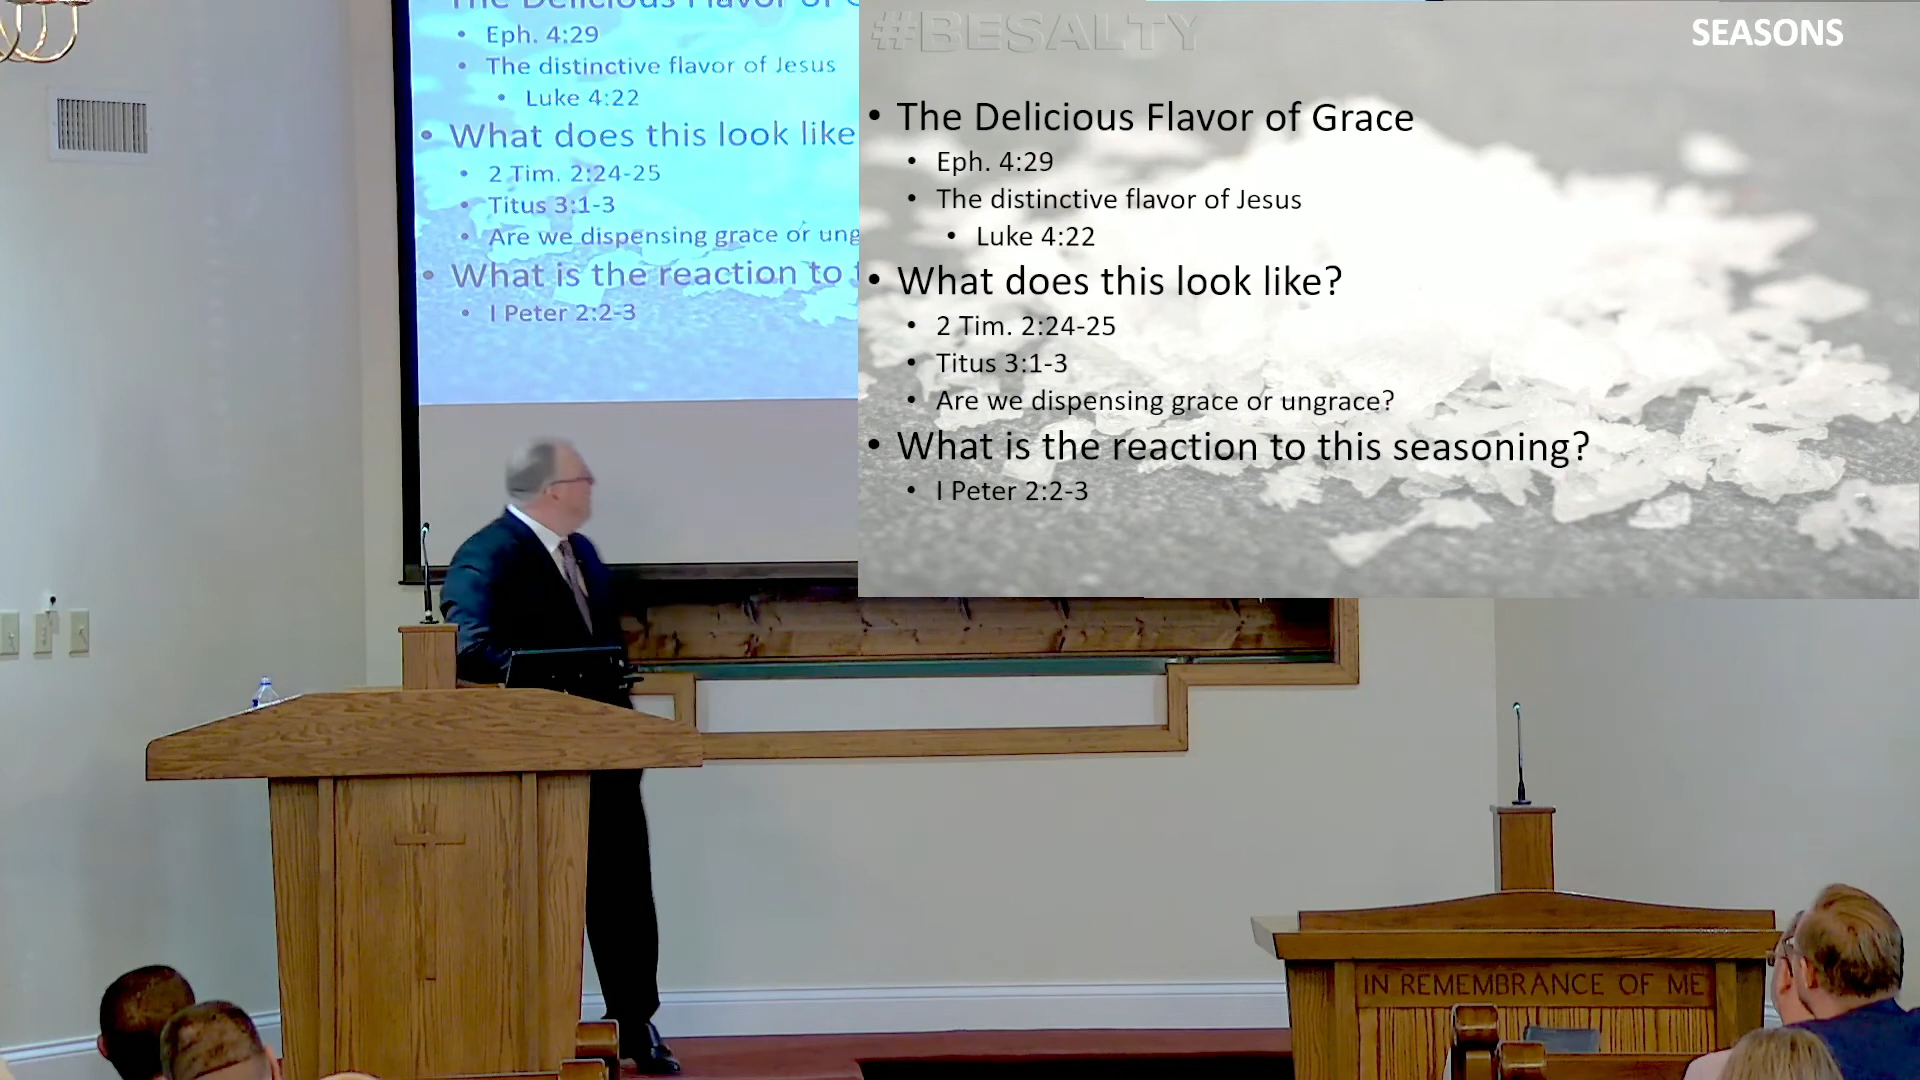 The Delicious Flavor of
• Eph. 4:29
• The distinctive flavor of Jesus
• Luke 4:22
• What does this look like
• 2 Tim. 2:24-25
• Titus 3:1-3
• Are we dispensing grace or ung
• What is the reaction to
• I Peter 2:2-3
#BESALTY
SEASONS
• The Delicious Flavor of Grace
• Eph. 4:29
• The distinctive flavor of Jesus
• Luke 4:22
• What does this look like?
• 2 Tim. 2:24-25
• Titus 3:1-3
• Are we dispensing grace or ungrace?
• What is the reaction to this seasoning?
• I Peter 2:2-3
IN REMEMBRANCE OF ME